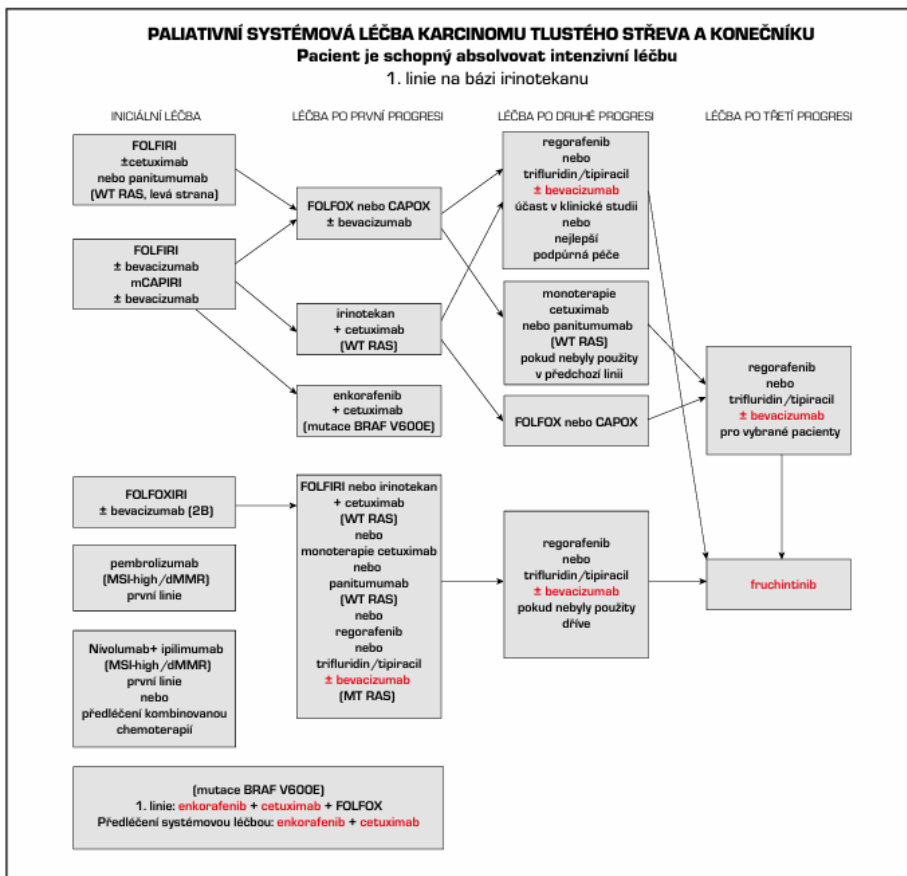 PALIATIVNÍ SYSTÉMOVÁ LÉČBA KARCINOMU TLUSTÉHO STŘEVA A KONEČNÍKU
Pacient je schopný absolvovat intenzivní léčbu
1. linie na bázi irinotekanu
INICIÁLNÍ LÉČBA
FOLFIRI
±cetuximab
nebo panitumumab
(WT RAS, levá strana)
FOLFIRI
± bevacizumab
mCAPIRI
± bevacizumab
FOLFOXIRI
± bevacizumab (2B)
pembrolizumab
(MSI-high/dMMR)
první linie
Nivolumab+ ipilimumab
(MSI-high/dMMR)
první linie
nebo
předléčení kombinovanou
chemoterapií
LÉČBA PO PRVNÍ PROGRESI
FOLFOX nebo CAPOX
± bevacizumab
irinotekan
+ cetuximab
(WT RAS)
enkorafenib
+ cetuximab
(mutace BRAF V600E)
FOLFIRI nebo irinotekan
+ cetuximab
(WT RAS)
nebo
monoterapie cetuximab
nebo
panitumumab
(WT RAS)
nebo
regorafenib
nebo
trifluridin/tipiracil
± bevacizumab
(MT RAS)
LÉČBA PO DRUHÉ PROGRESI
regorafenib
nebo
trifluridin/tipiracil
± bevacizumab
účast v klinické studii
nebo
nejlepší
podpůrná péče
monoterapie
cetuximab
nebo panitumumab
(WT RAS)
pokud nebyly použity
v předchozí linii
FOLFOX nebo CAPOX
regorafenib
nebo
trifluridin/tipiracil
± bevacizumab
pokud nebyly použity
dříve
LÉČBA PO TŘETÍ PROGRESI
regorafenib
nebo
trifluridin/tipiracil
± bevacizumab
pro vybrané pacienty
fruchintinib
(mutace BRAF V600E)
1. linie: enkorafenib + cetuximab + FOLFOX
Předléčení systémovou léčbou: enkorafenib + cetuximab